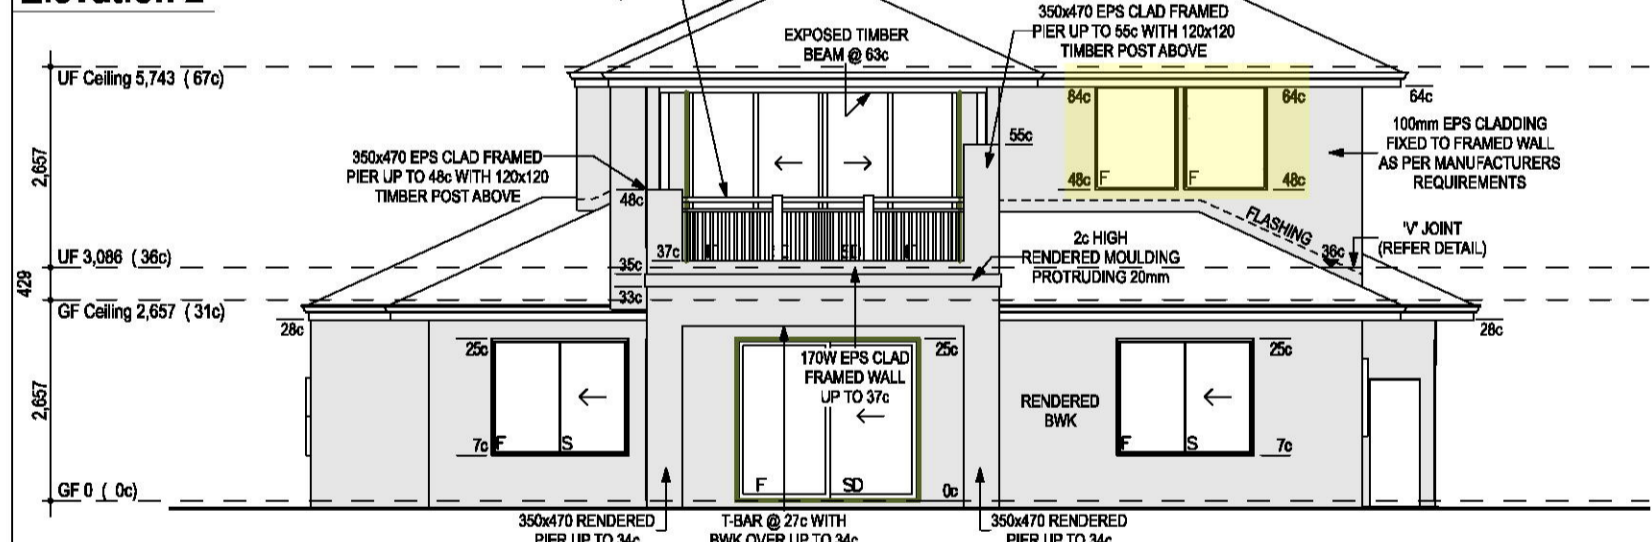 350x470 EPS CLAD FRAMED
PIER UP TO 55c WITH 120x120
TIMBER POST ABOVE
EXPOSED TIMBER
BEAM @ 63c
UF Ceiling 5,743 ( 67c)
64c
64c
64c
55c
100mm EPS CLADDING
FIXED TO FRAMED WALL
AS PER MANUFACTURERS
REQUIREMENTS
2,657
350x470 EPS CLAD FRAMED
PIER UP TO 48c WITH 120x120
TIMBER POST ABOVE
48c
48c
F
F
48c
FLASHING
'V' JOINT
(REFER DETAIL)
36c
2c HIGH
RENDERED MOULDING
PROTRUDING 20mm
37c
UF 3,086 ( 36c)
35c
429
33c
GF Ceiling 2,657 ( 31c)
28c
28c
25c
25c
25c
170W EPS CLAD
FRAMED WALL
UP TO 37c
2,657
RENDERED
BWK
7c
F
S
F
S
7c
F
SD
0c
GF 0 ( 0c)
350x470 RENDERED
PIER UP TO 34c
T-BAR @ 27c WITH
BWK OVER UP TO 34c
350x470 RENDERED
PIER UP TO 34c